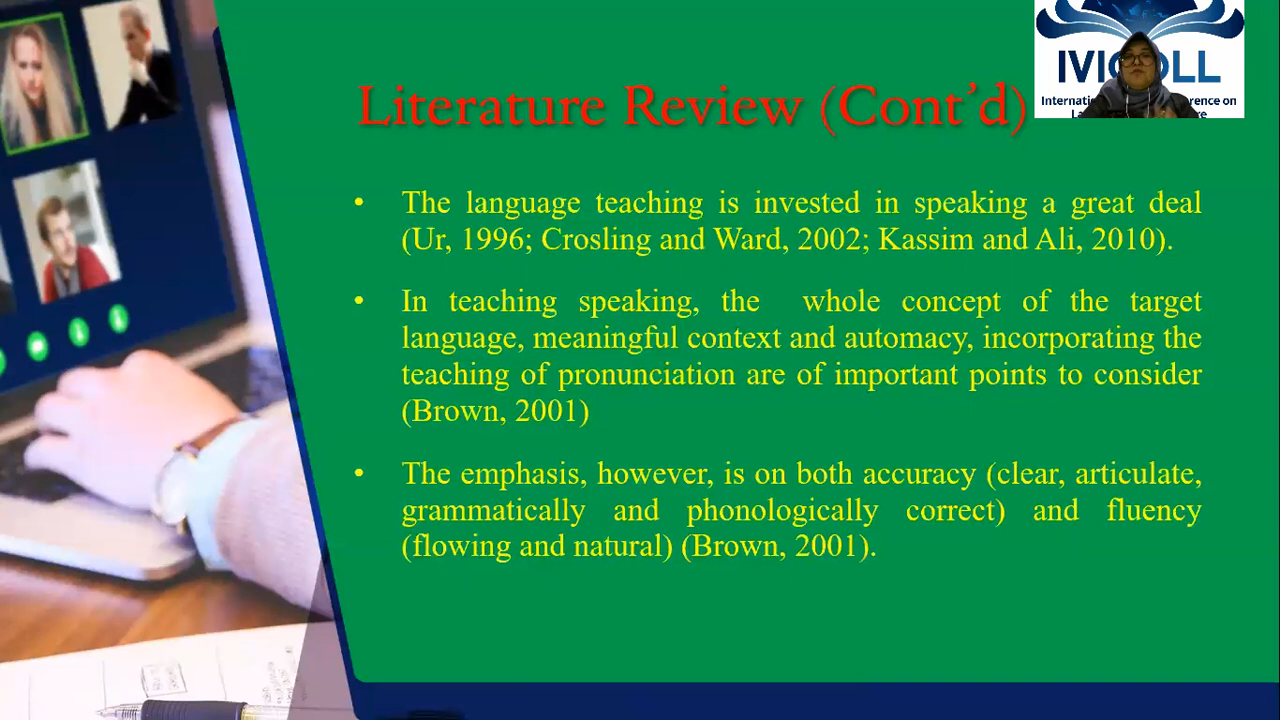 IVICOLL
Internati rence on
Literature Review (Cont’d)
• The language teaching is invested in speaking a great deal
(Ur, 1996; Crosling and Ward, 2002; Kassim and Ali, 2010).
• In teaching speaking, the whole concept of the target
language, meaningful context and automacy, incorporating the
teaching of pronunciation are of important points to consider
(Brown, 2001)
• The emphasis, however, is on both accuracy (clear, articulate,
grammatically and phonologically correct) and fluency
(flowing and natural) (Brown, 2001).